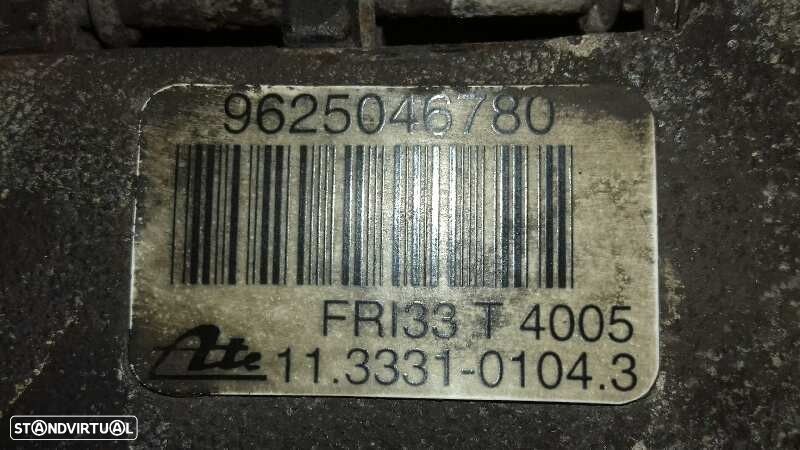 9625046780
FRI33 T 4005
Ate 11.3331-0104.3
STANDVIRTUAL